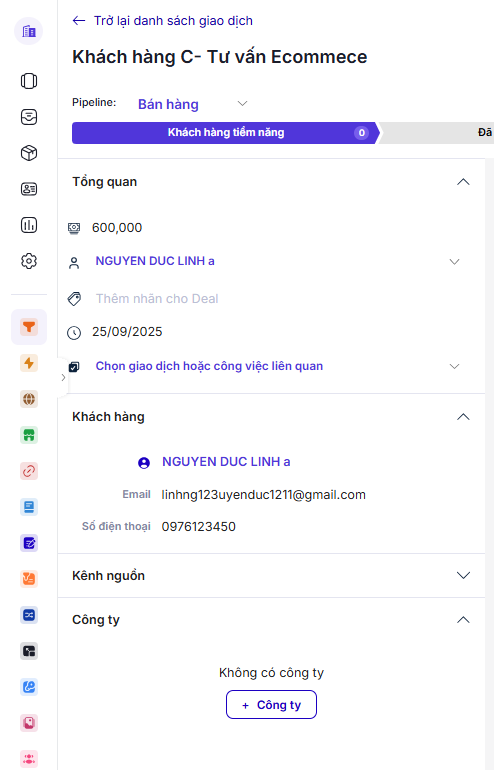 Trở lại danh sách giao dịch
Khách hàng C- Tư vấn Ecommece
Pipeline: Bán hàng
Khách hàng tiềm năng 0 Đã
Tổng quan
600,000
NGUYEN DUC LINH a
Thêm nhãn cho Deal
25/09/2025
Chọn giao dịch hoặc công việc liên quan
Khách hàng
NGUYEN DUC LINH a
Email linhng123uyenduc1211@gmail.com
Số điện thoại 0976123450
Kênh nguồn
Công ty
Không có công ty
+ Công ty